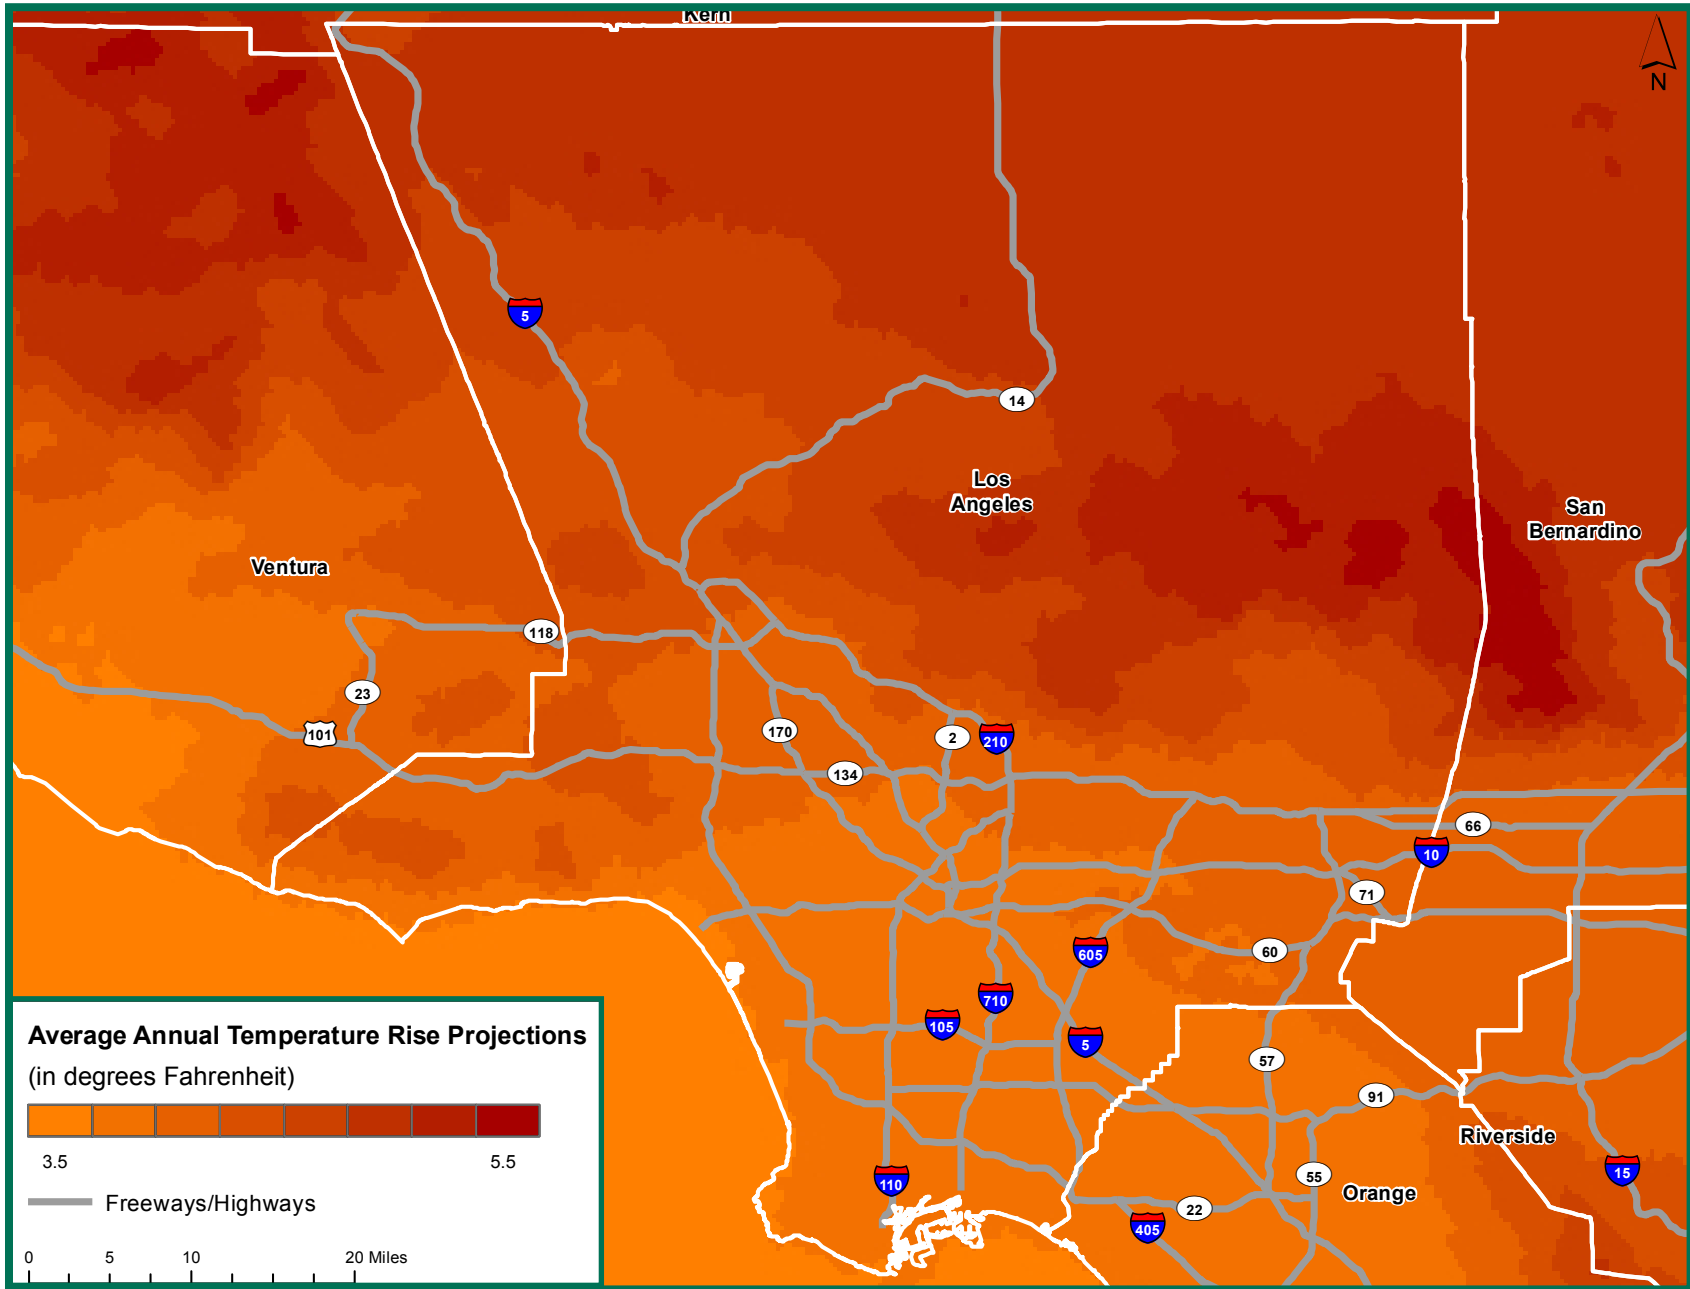 Kern
N
5
14
Los
Angeles
San
Bernardino
Ventura
118
23
101
170
2
210
134
66
10
71
605
60
710
105
5
57
91
Riverside
15
55
Orange
110
22
405
Average Annual Temperature Rise Projections
(in degrees Fahrenheit)
3.5 5.5
Freeways/Highways
0 5 10 20 Miles